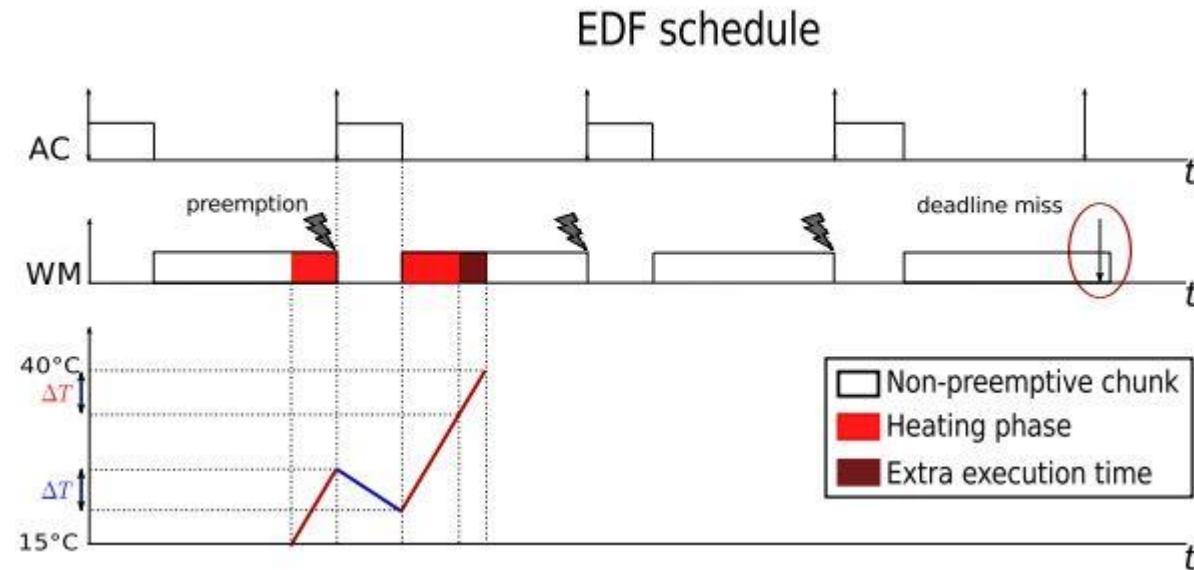 EDF schedule
AC
t
preemption
deadline miss
WM
t
40°C
ΔT
ΔT
15°C
t
Non-preemptive chunk
Heating phase
Extra execution time